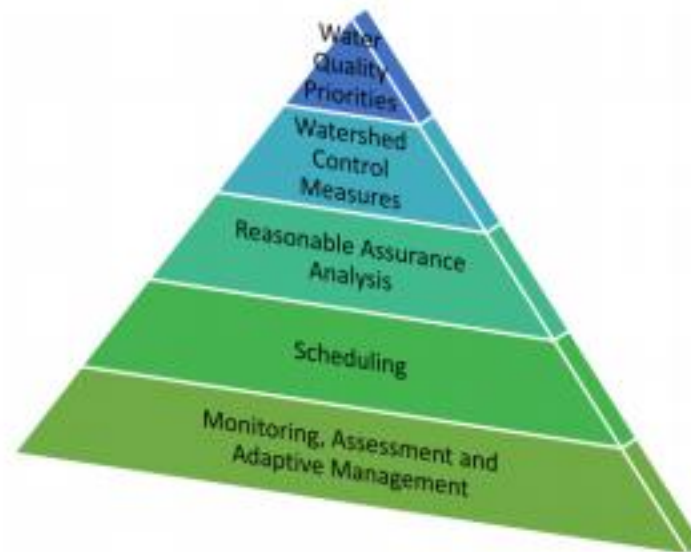 Water
Quality
Priorities
Watershed
Control
Measures
Reasonable Assurance
Analysis
Scheduling
Monitoring, Assessment and
Adaptive Management